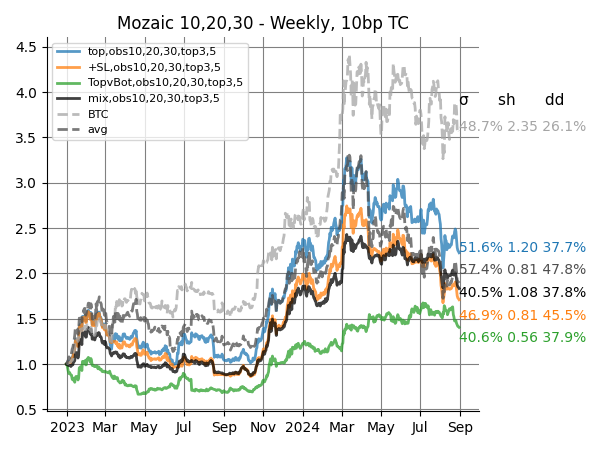 Mozaic 10,20,30 - Weekly, 10bp TC
top,obs10,20,30,top3,5
+SL,obs10,20,30,top3,5
TopvBot,obs10,20,30,top3,5
mix,obs10,20,30,top3,5
BTC
avg
4.5
4.0
3.5
3.0
2.5
2.0
1.5
1.0
0.5
σ sh dd
48.7% 2.35 26.1%
51.6% 1.20 37.7%
57.4% 0.81 47.8%
40.5% 1.08 37.8%
46.9% 0.81 45.5%
40.6% 0.56 37.9%
2023 Mar May Jul Sep Nov 2024 Mar May Jul Sep